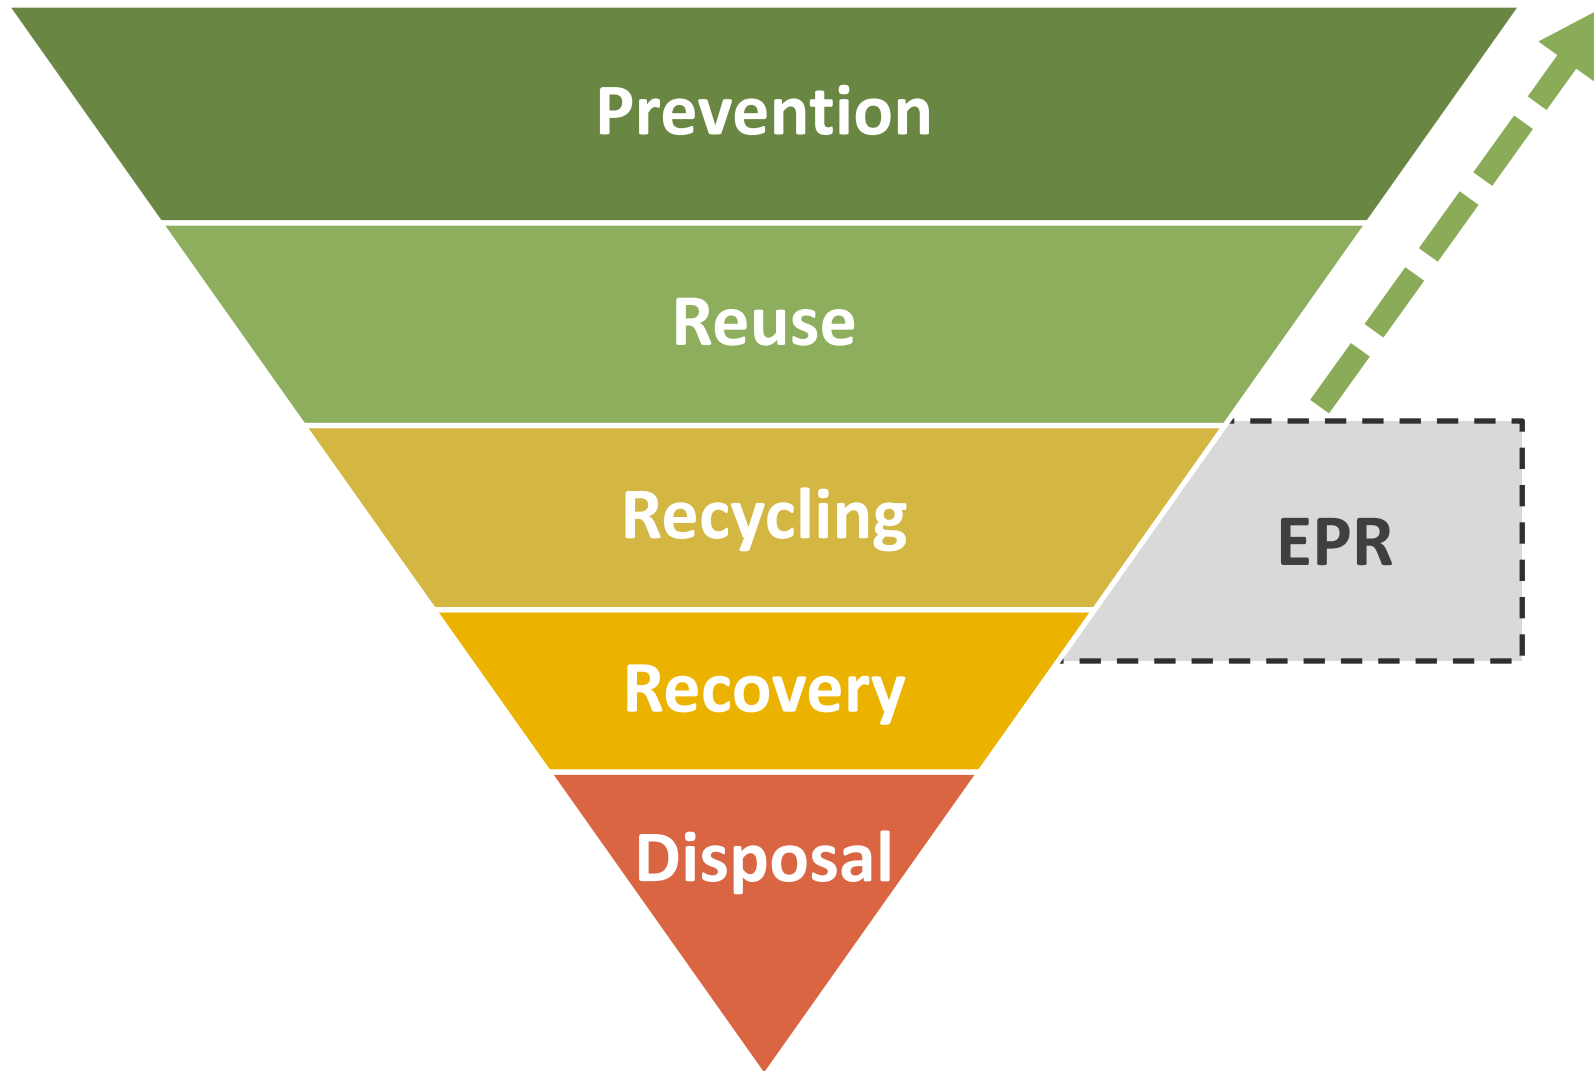 Prevention
Reuse
Recycling
EPR
Recovery
Disposal